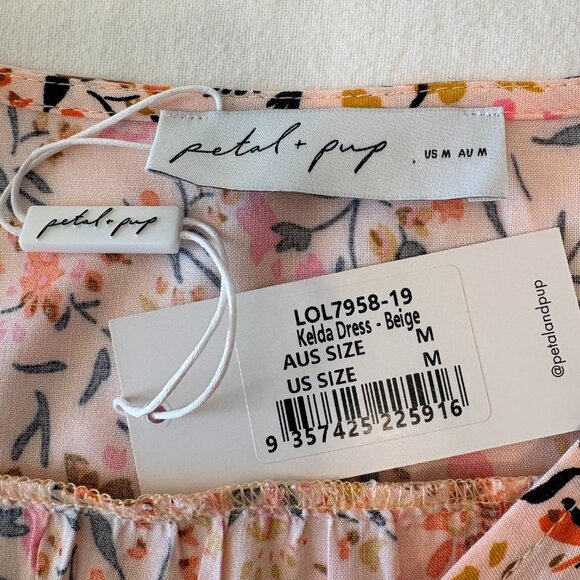 petal + pup
US M AU M
petal + pup
LOL7958-19
Kelda Dress - Beige
AUS SIZE M
US SIZE M
9 357425 225916
@petalandpup